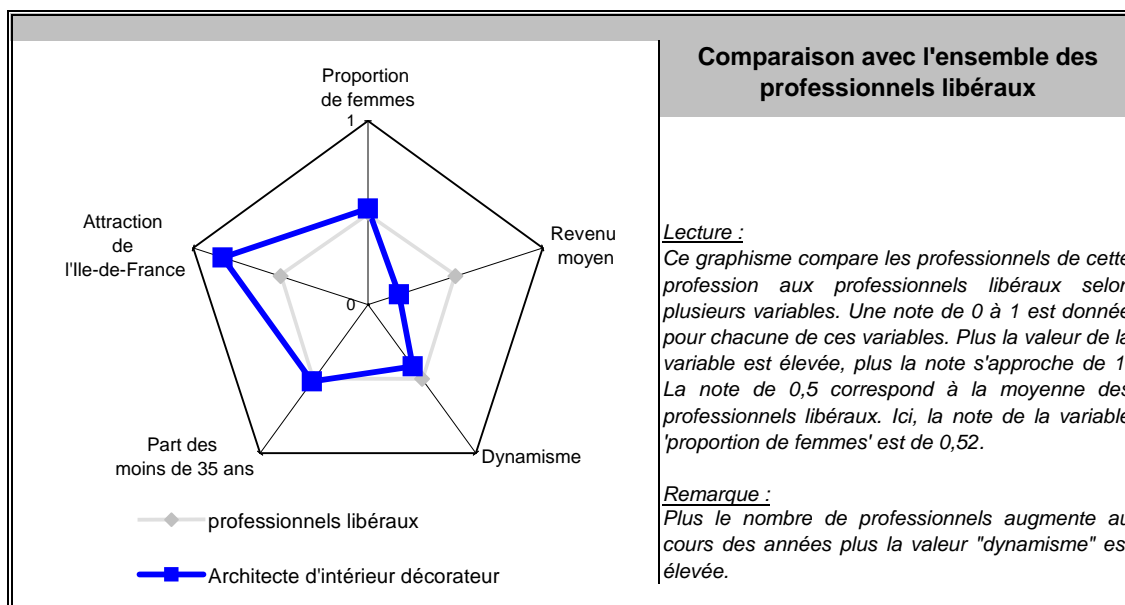 Comparaison avec l'ensemble des
professionnels libéraux
Proportion
de femmes
1
Attraction
de
l'Ile-de-France
Revenu
moyen
0
Part des
moins de 35 ans
Dynamisme
professionnels libéraux
Architecte d'intérieur décorateur
Lecture :
Ce graphisme compare les professionnels de cette
profession aux professionnels libéraux selon
plusieurs variables. Une note de 0 à 1 est donnée
pour chacune de ces variables. Plus la valeur de la
variable est élevée, plus la note s'approche de 1
La note de 0,5 correspond à la moyenne des
professionnels libéraux. Ici, la note de la variable
'proportion de femmes' est de 0,52.
Remarque :
Plus le nombre de professionnels augmente au
cours des années plus la valeur "dynamisme" es
élevée.